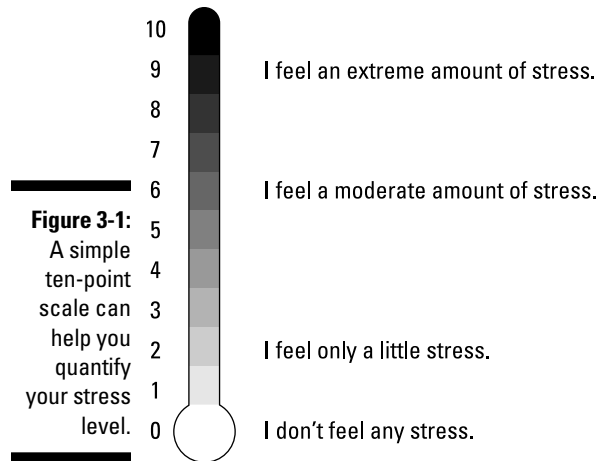 10
9 I feel an extreme amount of stress.
8
7
6 I feel a moderate amount of stress.
5
4
3
2 I feel only a little stress.
1
0 I don't feel any stress.
Figure 3-1:
A simple
ten-point
scale can
help you
quantify
your stress
level.